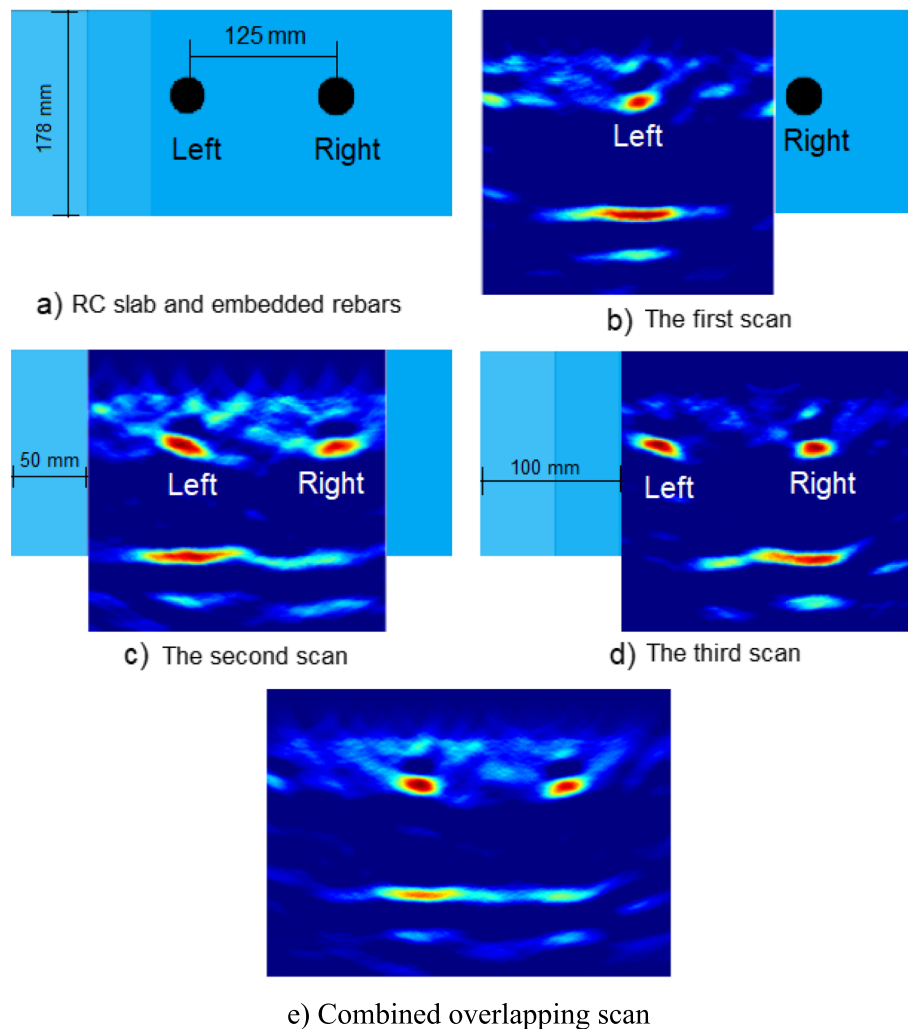 125 mm
178 mm
Left
Right
a) RC slab and embedded rebars
Left
Right
b) The first scan
50 mm
Left
Right
c) The second scan
100 mm
Left
Right
d) The third scan
e) Combined overlapping scan